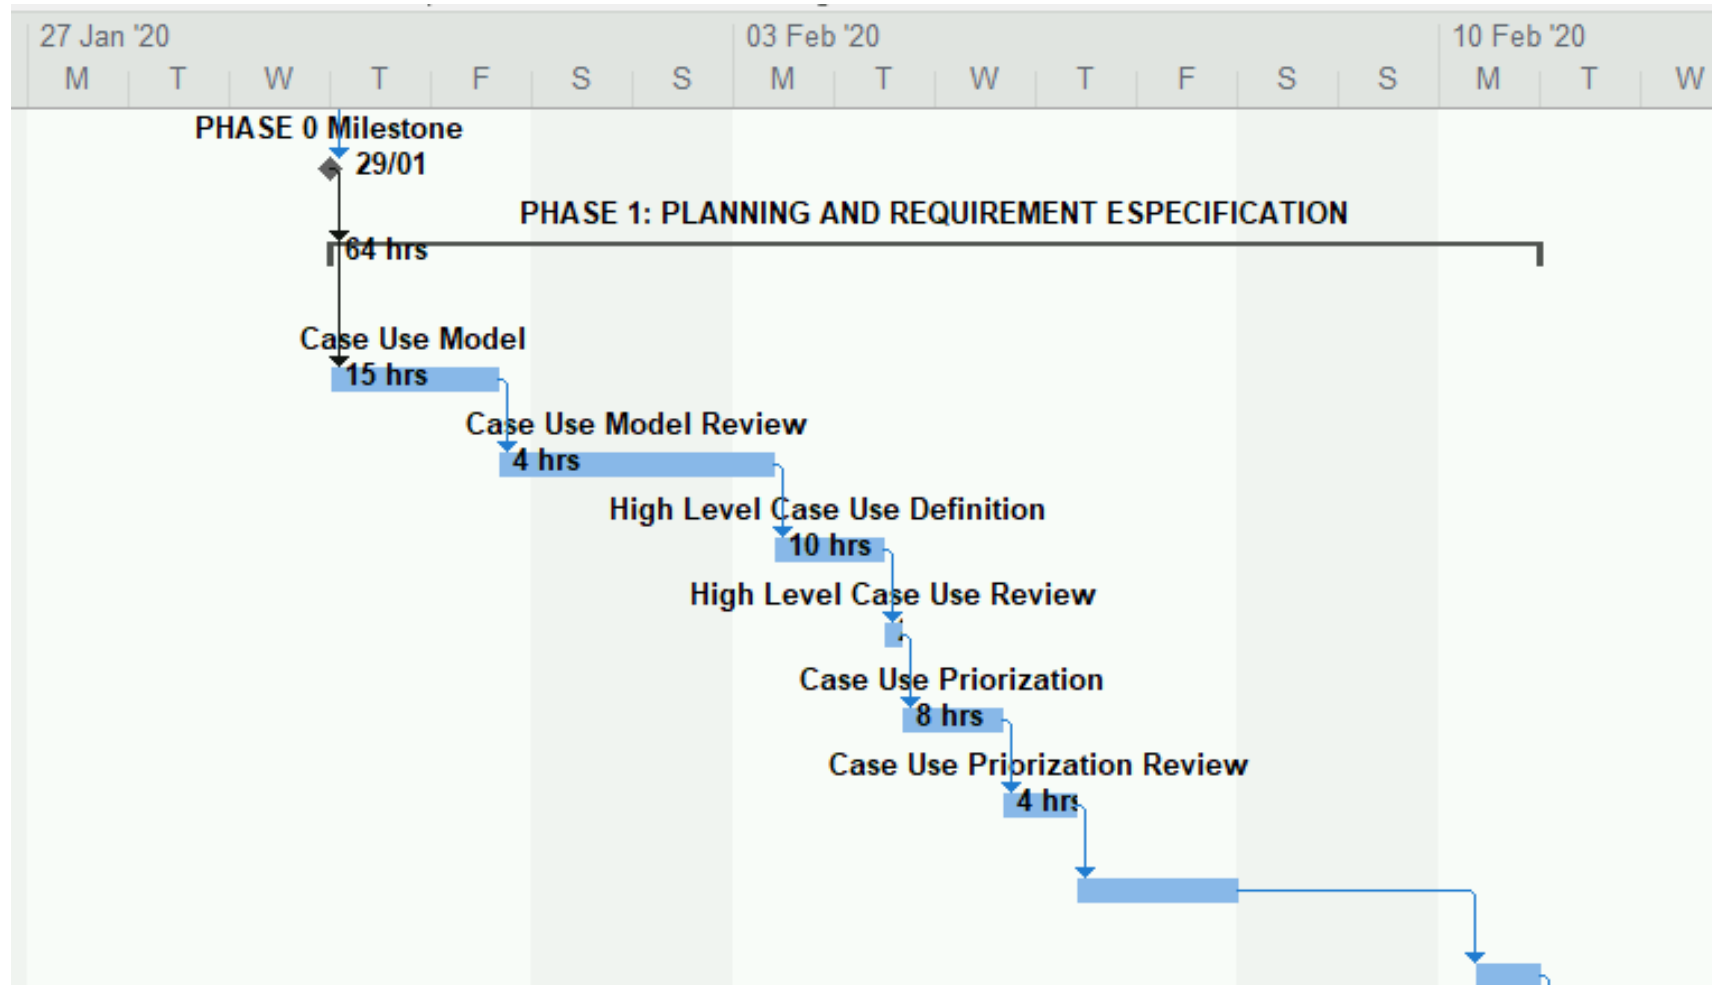 27 Jan '20 03 Feb '20 10 Feb '20
M T W T F S S M T W T F S S M T W
PHASE 0 Milestone
29/01
PHASE 1: PLANNING AND REQUIREMENT ESPECIFICATION
64 hrs
Case Use Model
15 hrs
Case Use Model Review
4 hrs
High Level Case Use Definition
10 hrs
High Level Case Use Review
Case Use Priorization
8 hrs
Case Use Priorization Review
4 hrs